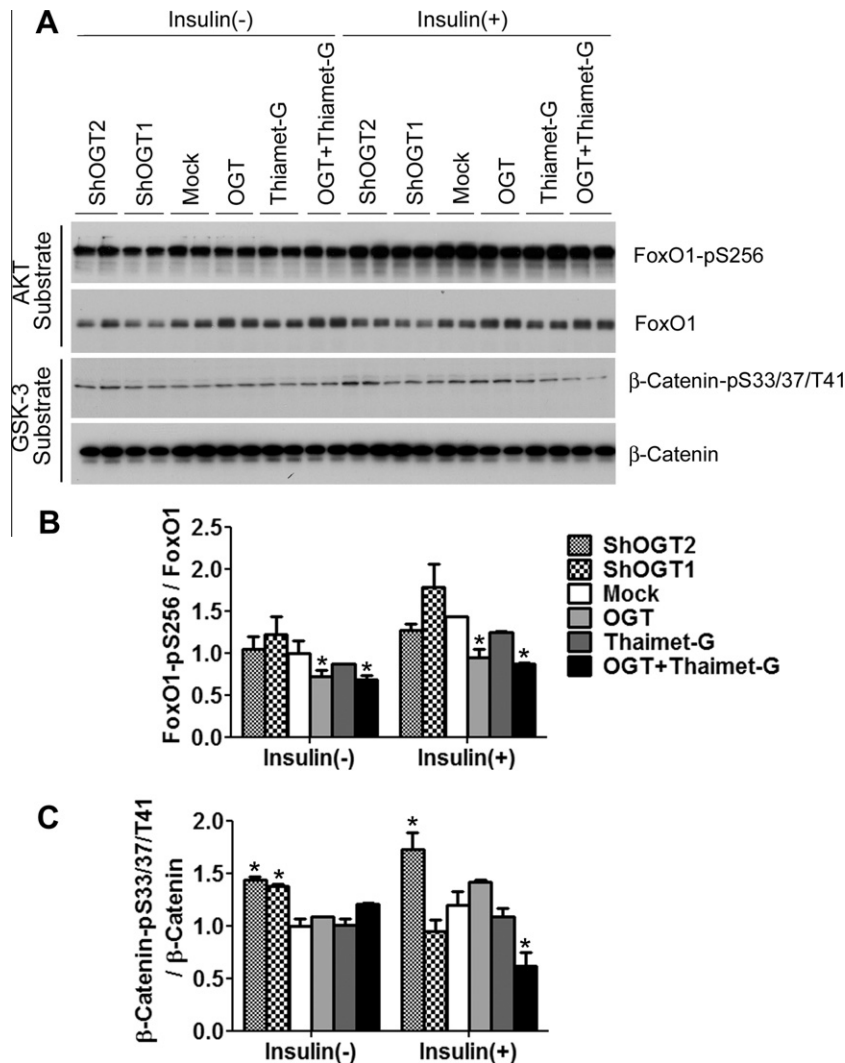 A
Insulin(-) Insulin(+)
ShOGT2 ShOGT1 Mock OGT Thiamet-G OGT+Thiamet-G ShOGT2 ShOGT1 Mock OGT Thiamet-G OGT+Thiamet-G
AKT
Substrate
FoxO1-pS256
FoxO1
GSK-3
Substrate
β-Catenin-pS33/37/T41
β-Catenin
B
FoxO1-pS256 / FoxO1
2.5
2.0
1.5
1.0
0.5
0.0
* * * *
Insulin(-) Insulin(+)
ShOGT2
ShOGT1
Mock
OGT
Thaimet-G
OGT+Thaimet-G
C
β-Catenin-pS33/37/T41
/ β-Catenin
2.0
1.5
1.0
0.5
0.0
* * * *
Insulin(-) Insulin(+)